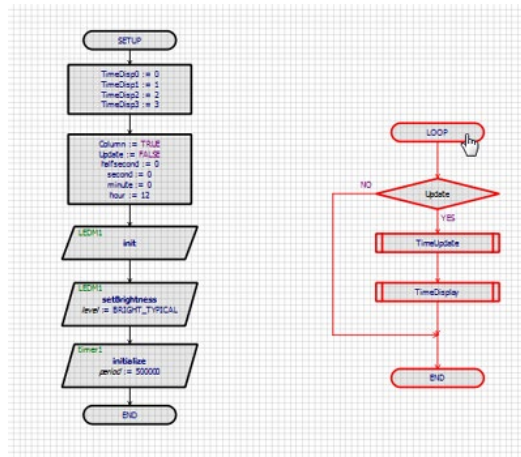 SETUP
TimeDisp0 := 0
TimeDisp1 := 1
TimeDisp2 := 2
TimeDisp3 := 3
Column := TRUE
Update := FALSE
halfsecond := 0
second := 0
minute := 0
hour := 12
LEDM1
init
LEDM1
setBrightness
level := BRIGHT_TYPICAL
timer1
initialize
period := 500000
END
LOOP
NO
Update
YES
TimeUpdate
TimeDisplay
END